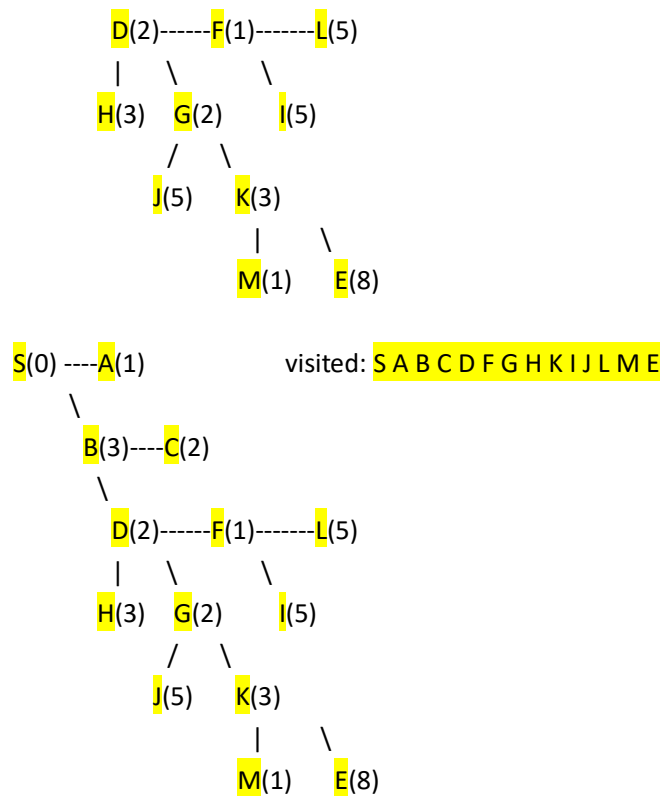 D(2)------F(1)-------L(5)
| \ \
H(3) G(2) I(5)
/ \
J(5) K(3)
| \
M(1) E(8)
S(0) ----A(1) visited: S A B C D F G H K I J L M E
\
B(3)----C(2)
\
D(2)------F(1)-------L(5)
| \ \
H(3) G(2) I(5)
/ \
J(5) K(3)
| \
M(1) E(8)